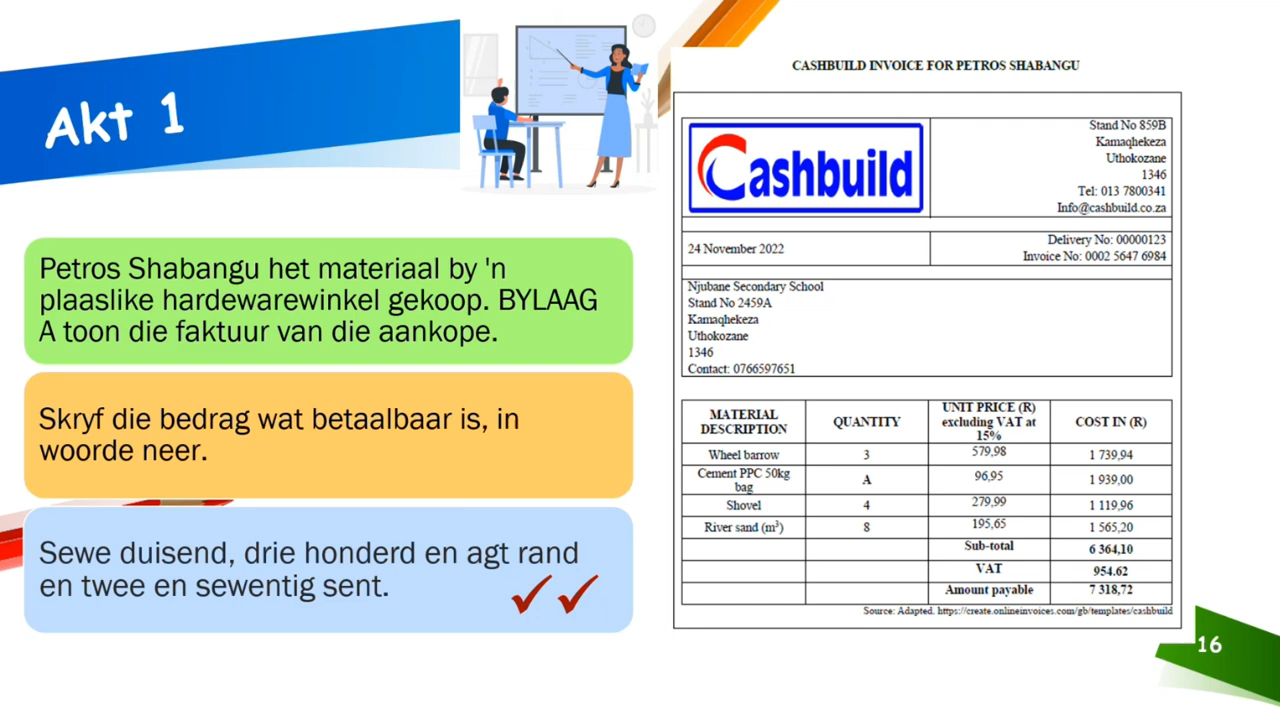 Akt 1
Petros Shabangu het materiaal by 'n
plaaslike hardewarewinkel gekoop. BYLAAG
A toon die faktuur van die aankope.
Skryf die bedrag wat betaalbaar is, in
woorde neer.
Sewe duisend, drie honderd en agt rand
en twee en sewentig sent.
CASHBUILD INVOICE FOR PETROS SHABANGU
Cashbuild
Stand No 859B
Kamaqhekeza
Uthokozane
1346
Tel: 013 7800341
Info@cashbuild.co.za
24 November 2022
Delivery No: 00000123
Invoice No: 0002 5647 6984
Njubane Secondary School
Stand No 2459A
Kamaqhekeza
Uthokozane
1346
Contact: 0766597651
MATERIAL DESCRIPTION QUANTITY UNIT PRICE (R) excluding VAT at 15% COST IN (R)
Wheel barrow 3 579,98 1 739,94
Cement PPC 50kg bag A 96,95 1 939,00
Shovel 4 279,99 1 119,96
River sand (m³) 8 195,65 1 565,20
Sub-total 6 364,10
VAT 954.62
Amount payable 7 318,72
Source: Adapted. https://create.onlineinvoices.com/gb/templates/cashbuild
16